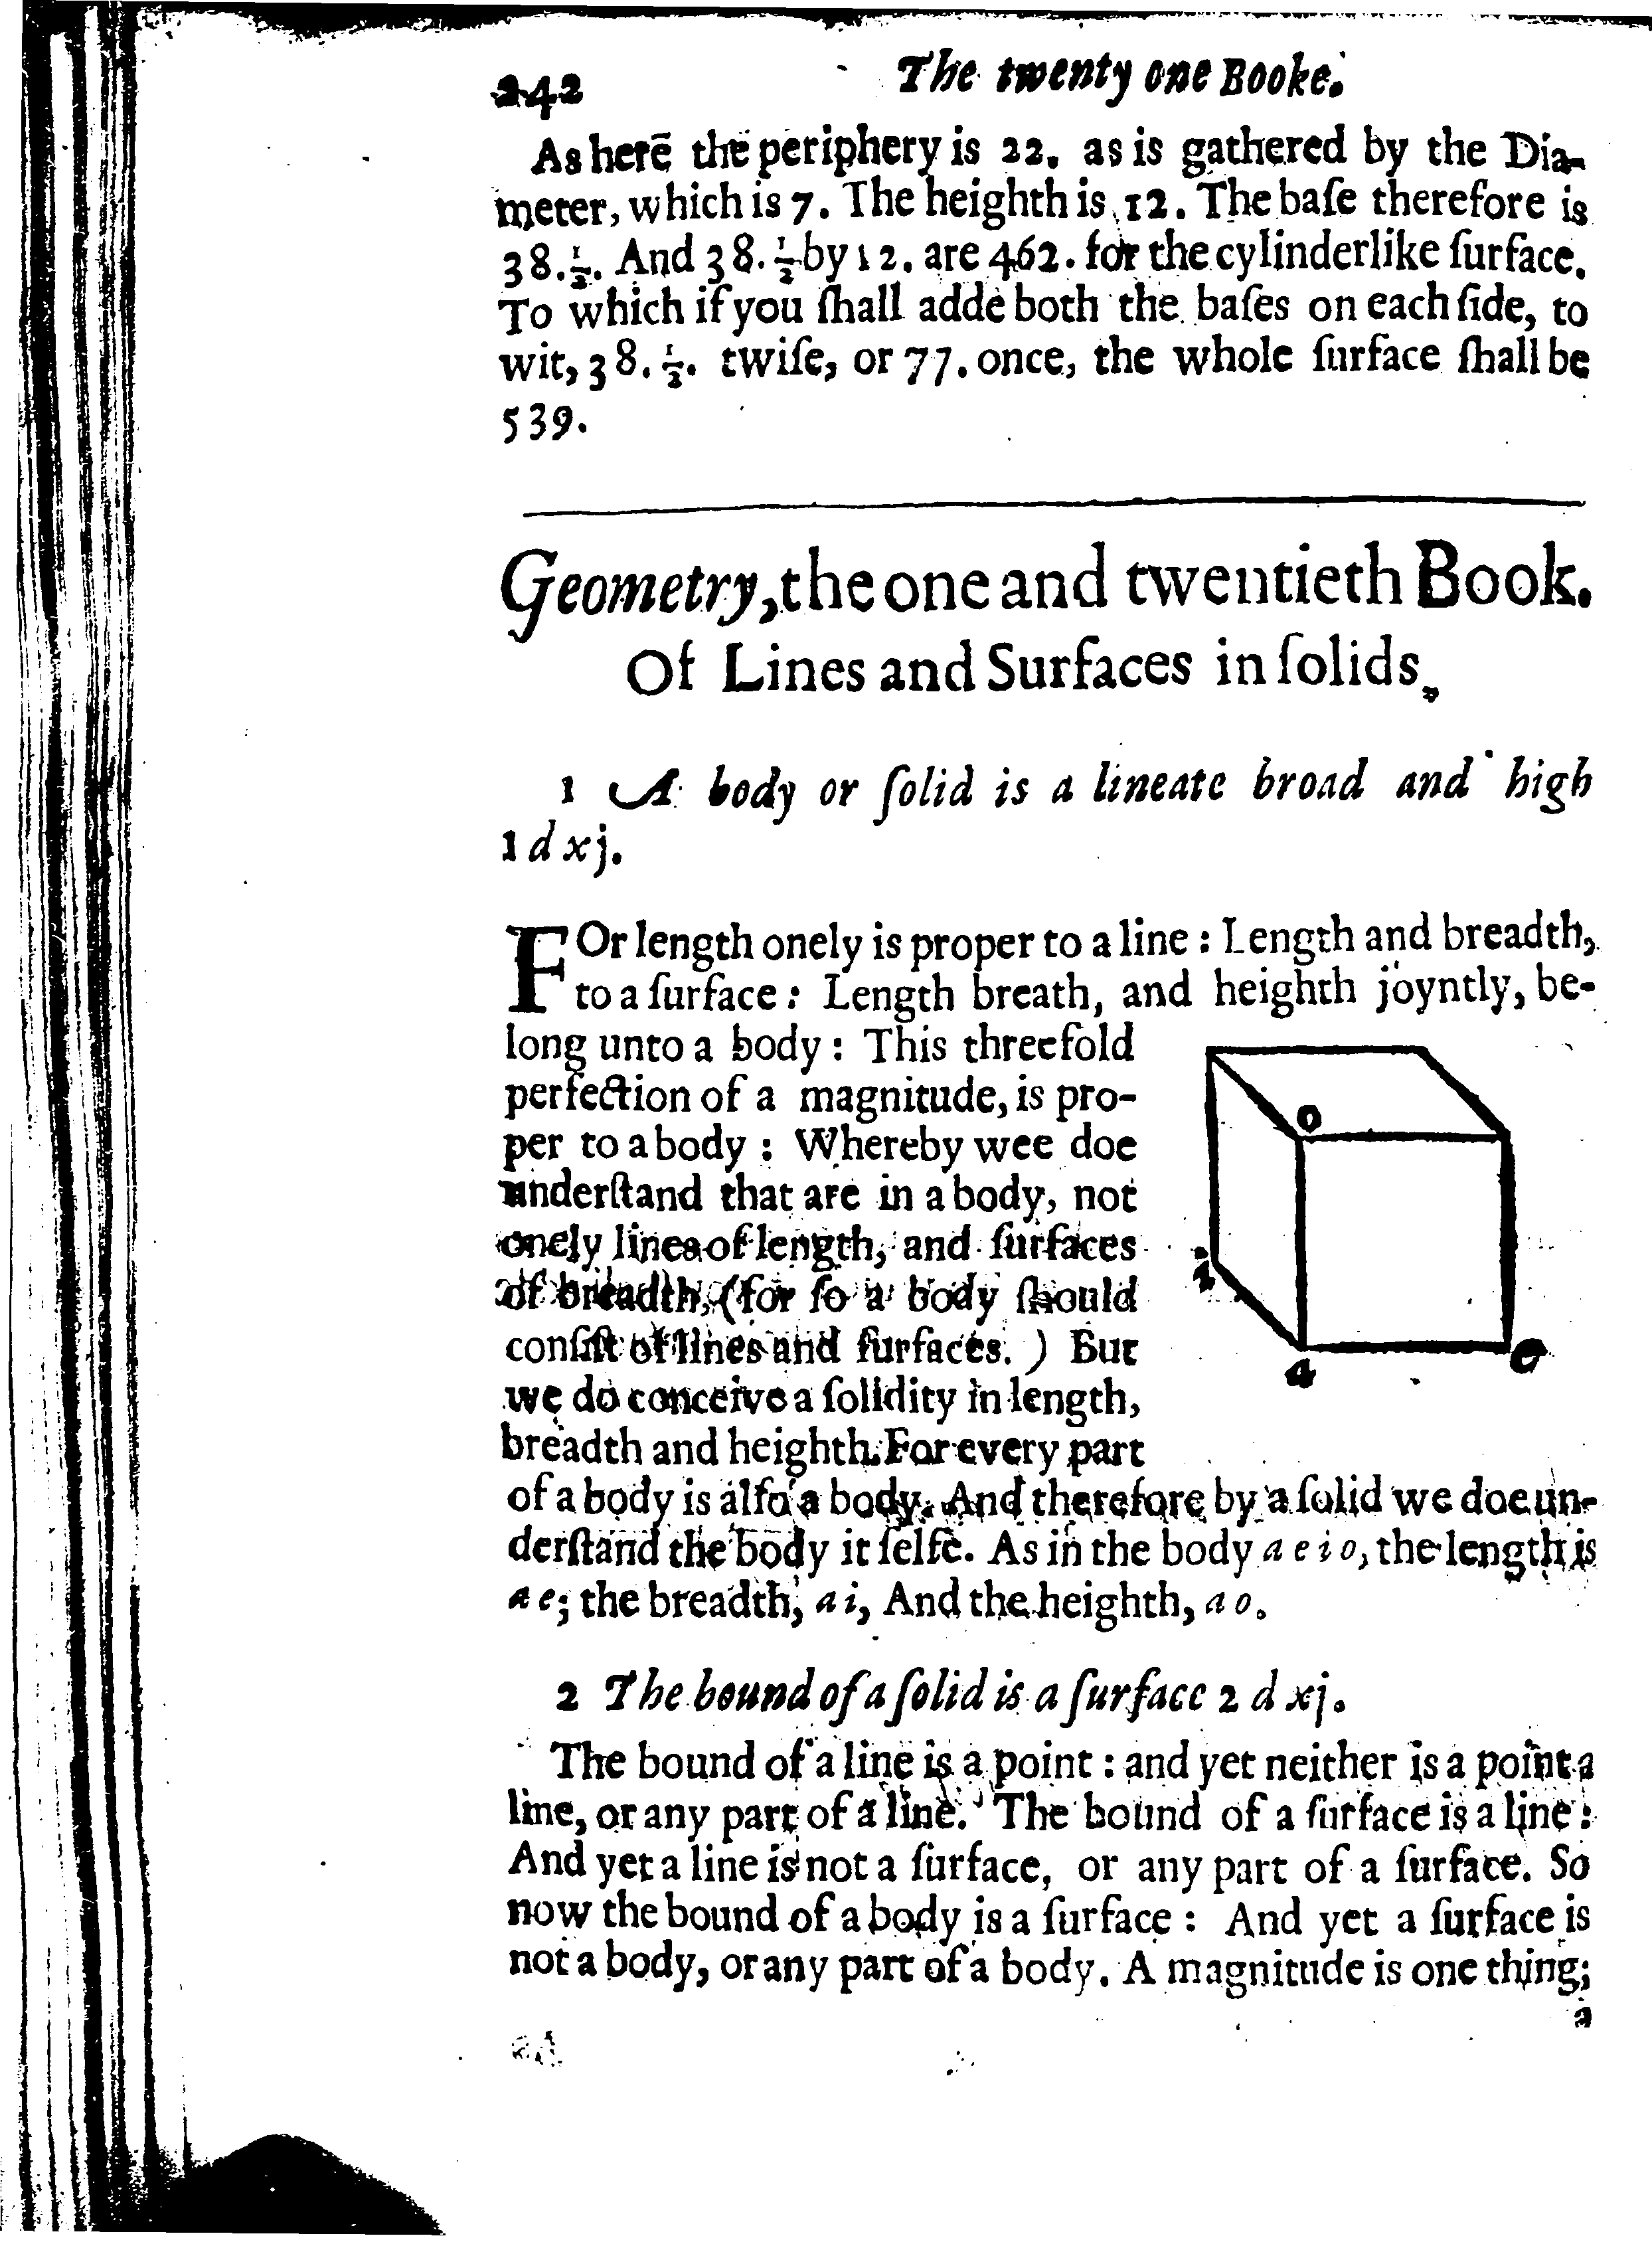 242 The twenty one Booke.
As herē the periphery is 22. as is gathered by the Dia-
meter, which is 7. The heighth is 12. The baſe therefore is
38.½. And 38.½ by 12. are 462. for the cylinderlike ſurface.
To which if you ſhall adde both the baſes on each ſide, to
wit, 38.½. twiſe, or 77. once, the whole ſurface ſhall be
539.
Geometry, the one and twentieth Book.
Of Lines and Surfaces in ſolids.
1 A body or ſolid is a lineate broad and high
1 d xj.
FOr length onely is proper to a line: Length and breadth,
to a ſurface: Length breath, and heighth joyntly, be-
long unto a body: This threefold
perfection of a magnitude, is pro-
per to a body: Whereby wee doe
underſtand that are in a body, not
onely lines of length, and ſurfaces
of breadth, (for ſo a body ſhould
conſiſt of lines and ſurfaces.) But
we do conceive a ſolidity in length,
breadth and heighth. For every part
of a body is alſo a body. And therefore by a ſolid we doe un-
derſtand the body it ſelfe. As in the body a e i o, the length is
a e; the breadth, a i, And the heighth, a o.
o
i
a
e
2 The bound of a ſolid is a ſurface 2 d xj.
The bound of a line is a point: and yet neither is a point a
line, or any part of a line. The bound of a ſurface is a line:
And yet a line is not a ſurface, or any part of a ſurface. So
now the bound of a body is a ſurface: And yet a ſurface is
not a body, or any part of a body. A magnitude is one thing;
a